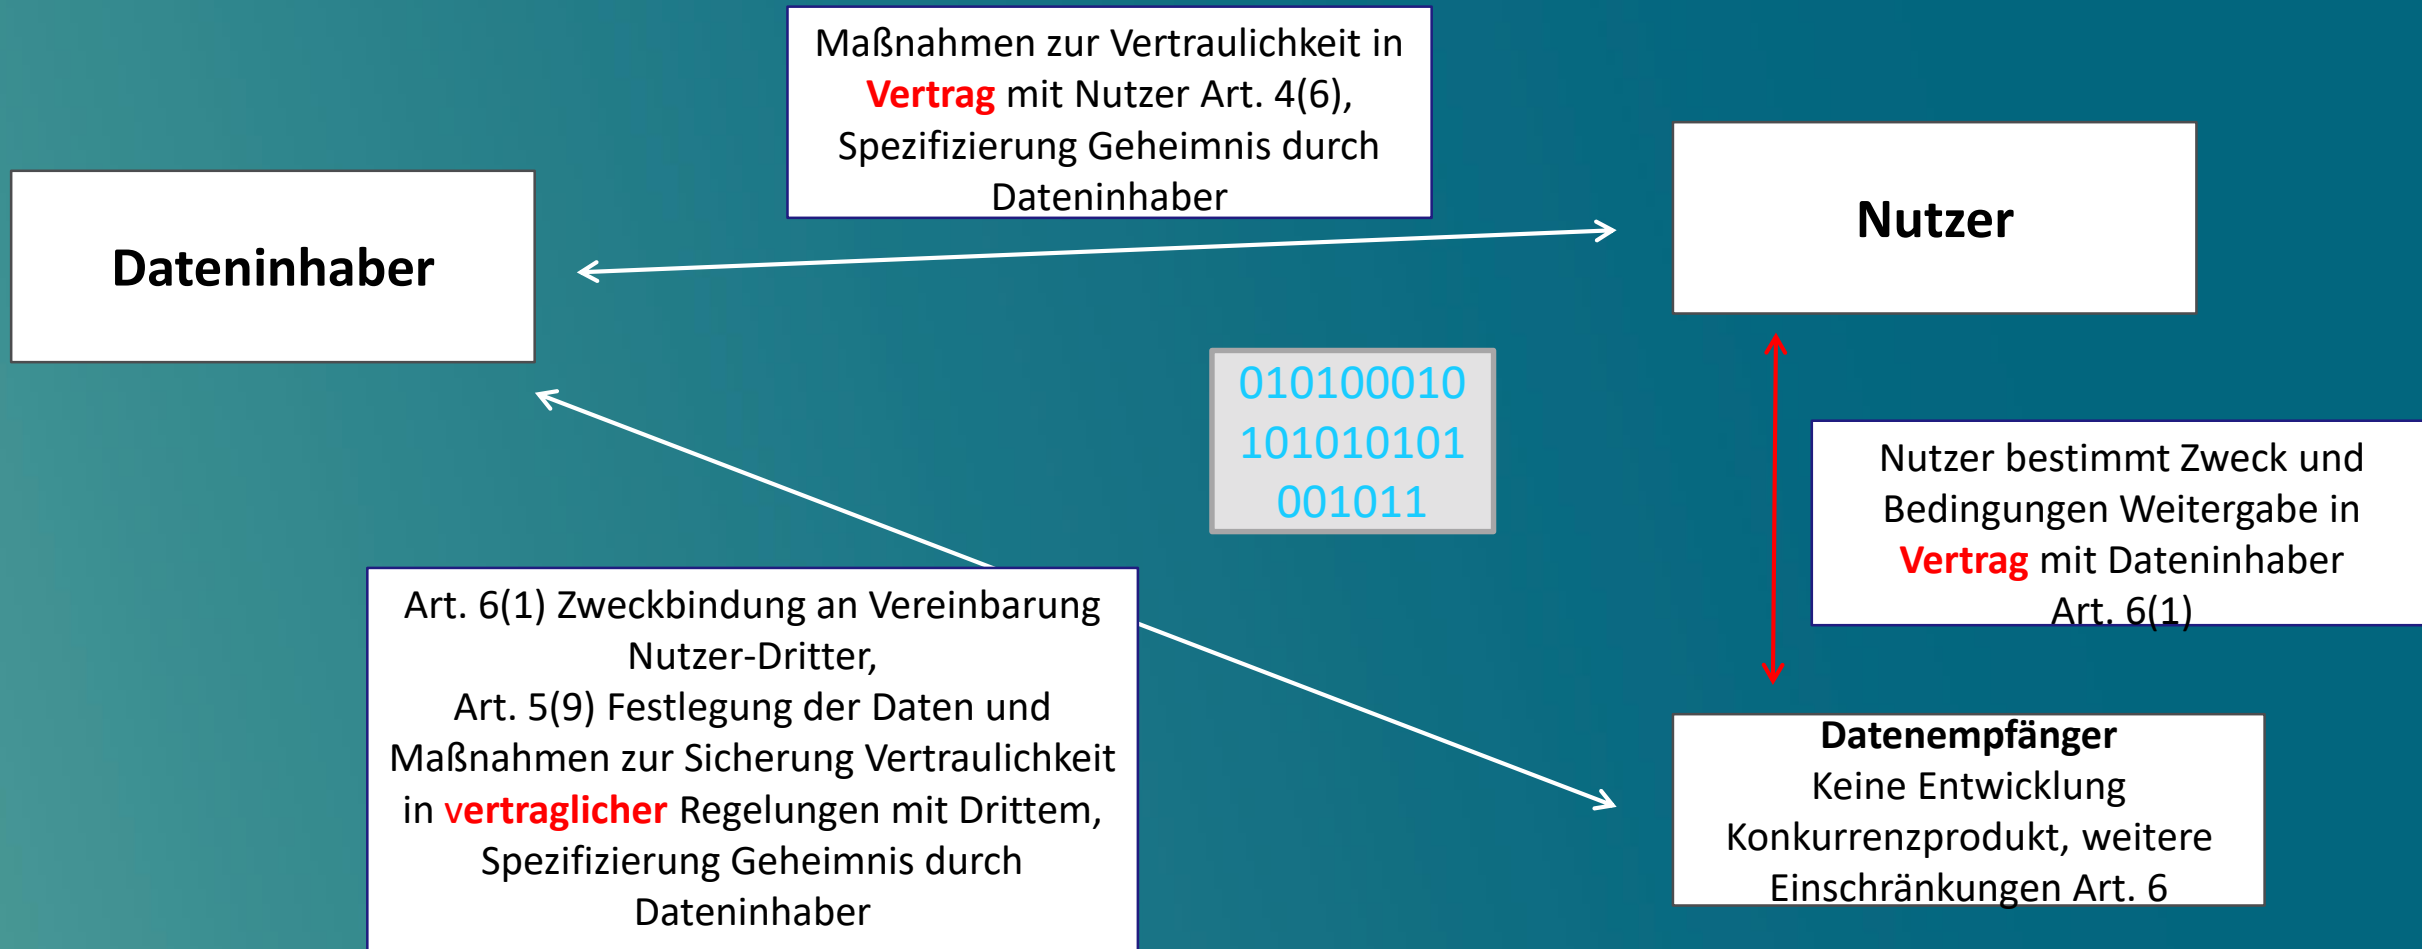 Maßnahmen zur Vertraulichkeit in
Vertrag mit Nutzer Art. 4(6),
Spezifizierung Geheimnis durch
Dateninhaber
Dateninhaber
Nutzer
010100010
101010101
001011
Nutzer bestimmt Zweck und
Bedingungen Weitergabe in
Vertrag mit Dateninhaber
Art. 6(1)
Art. 6(1) Zweckbindung an Vereinbarung
Nutzer-Dritter,
Art. 5(9) Festlegung der Daten und
Maßnahmen zur Sicherung Vertraulichkeit
in vertraglicher Regelungen mit Drittem,
Spezifizierung Geheimnis durch
Dateninhaber
Datenempfänger
Keine Entwicklung
Konkurrenzprodukt, weitere
Einschränkungen Art. 6